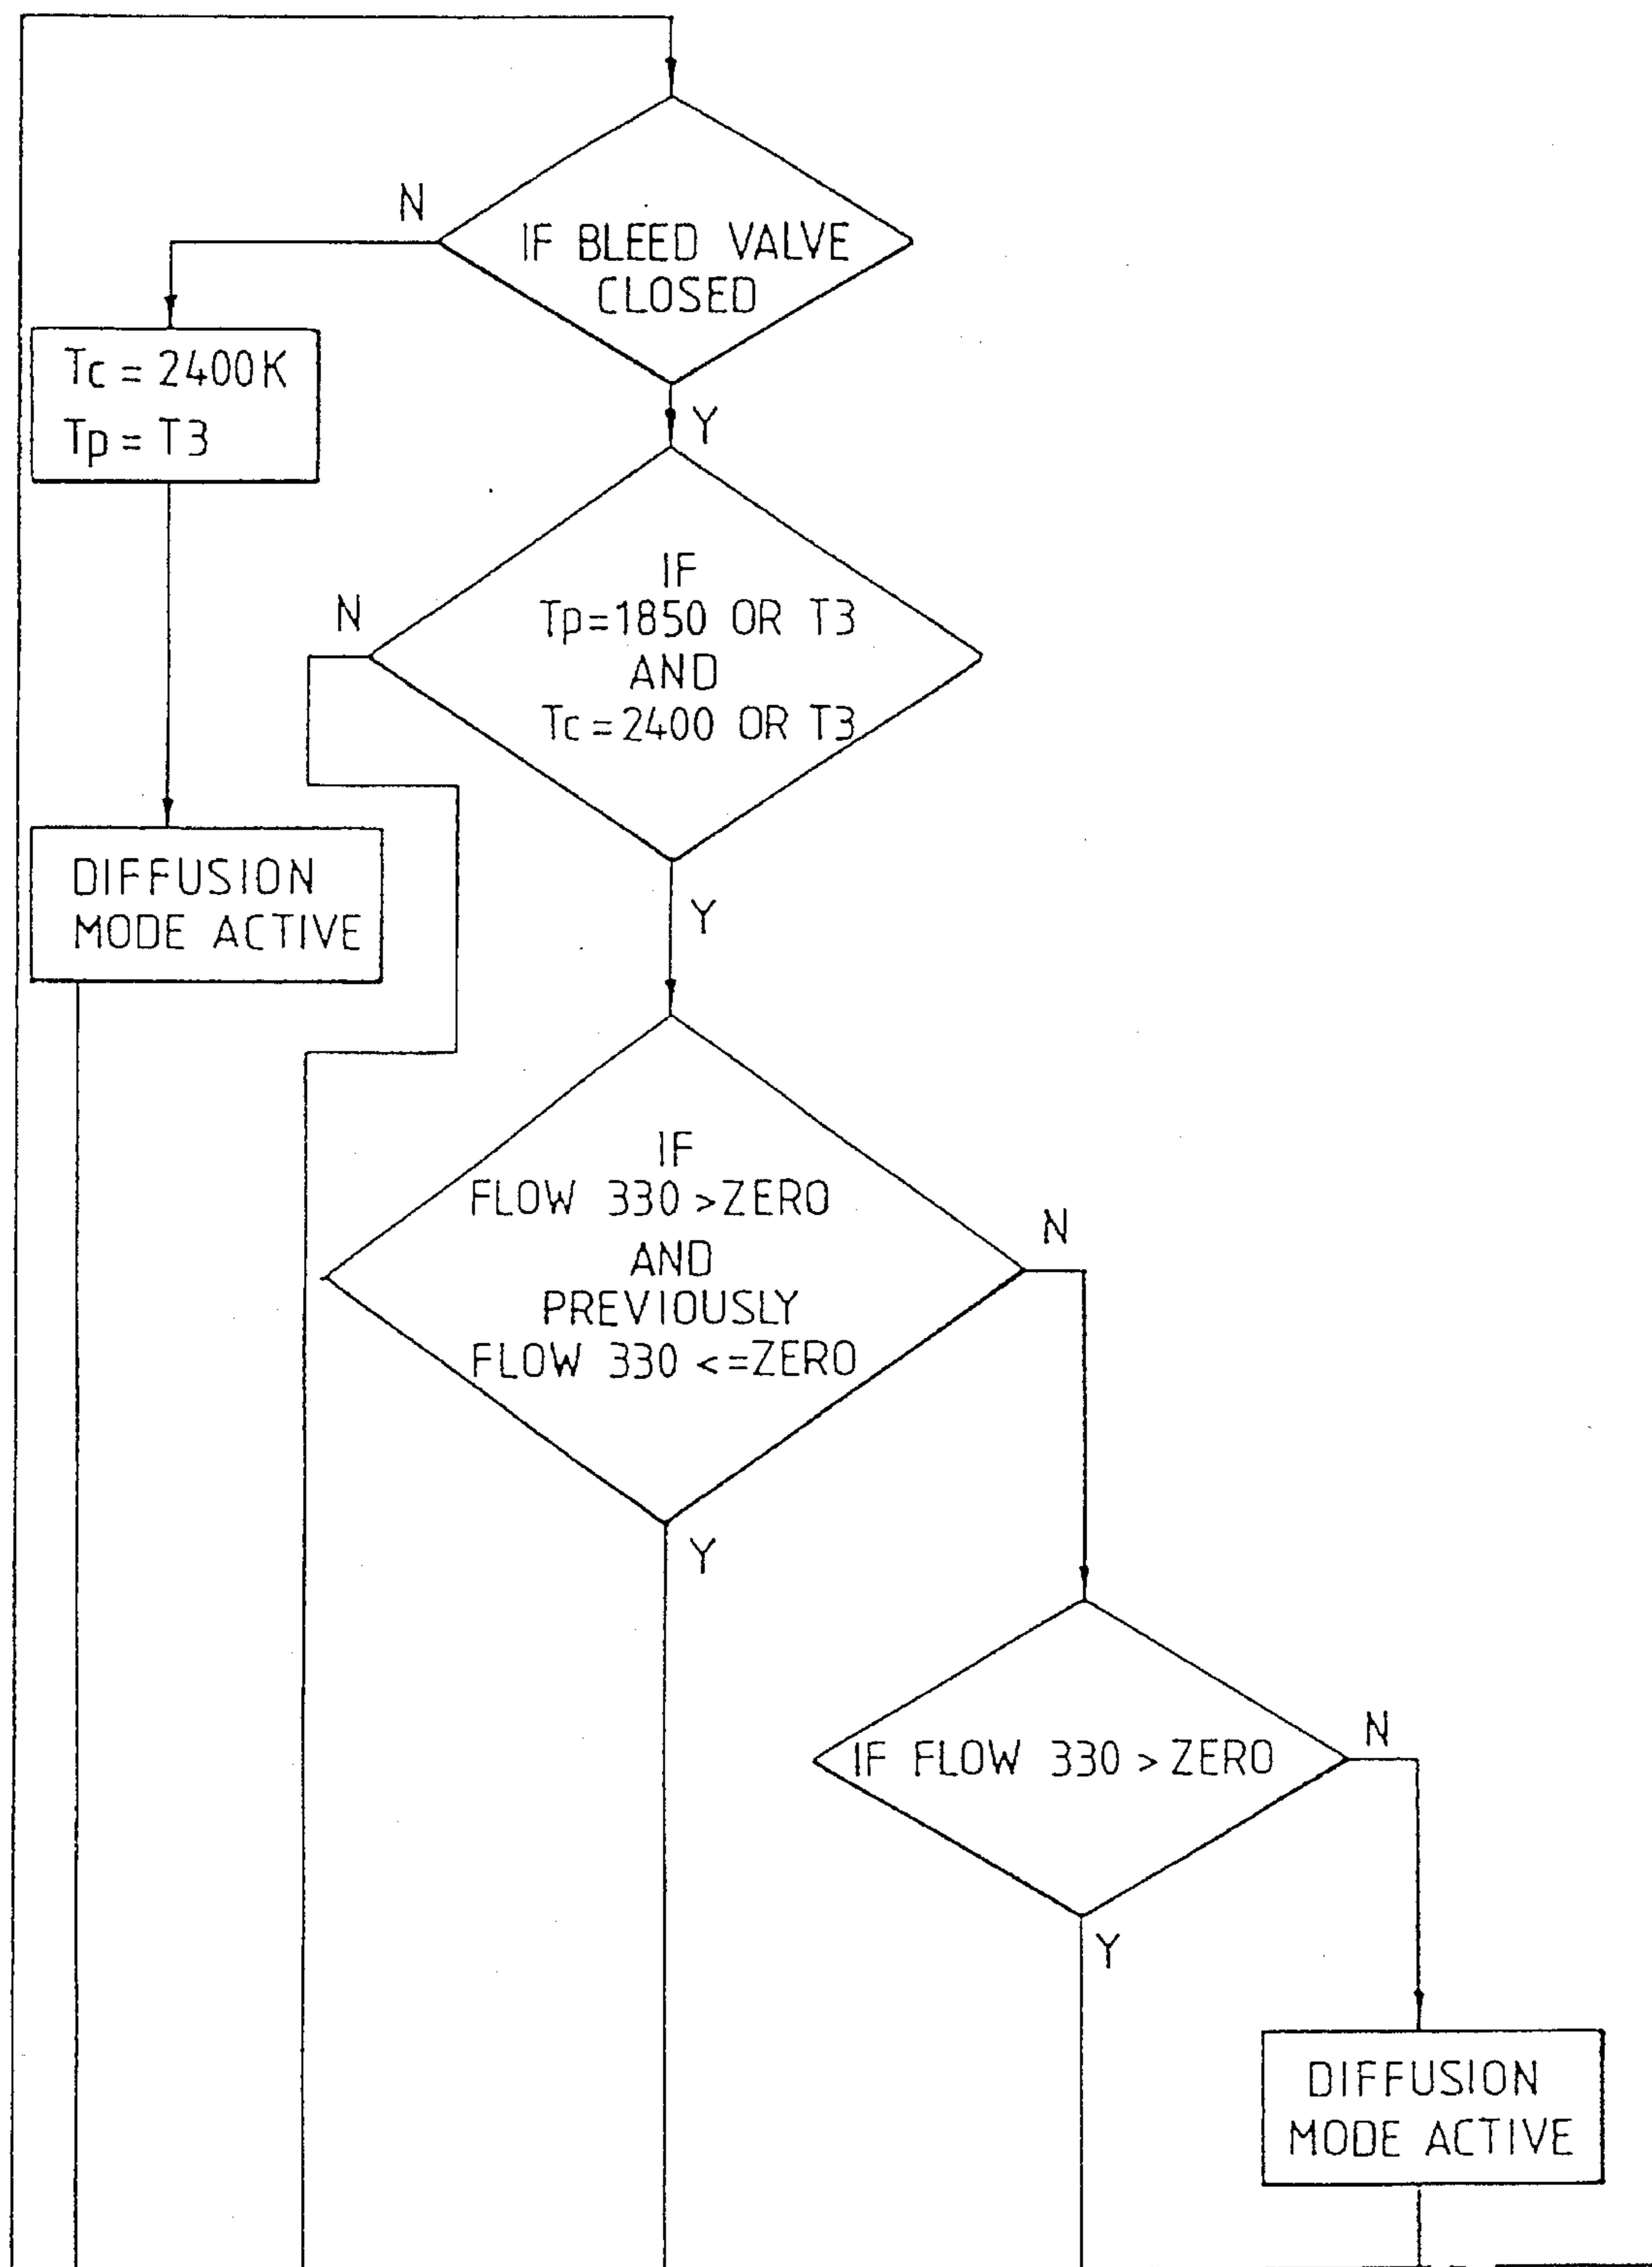 N
IF BLEED VALVE
CLOSED
Tc = 2400K
Tp = T3
Y
IF
Tp=1850 OR T3
AND
Tc=2400 OR T3
N
DIFFUSION
MODE ACTIVE
Y
IF
FLOW 330 >ZERO
AND
PREVIOUSLY
FLOW 330 <=ZERO
N
Y
IF FLOW 330 > ZERO
N
Y
DIFFUSION
MODE ACTIVE